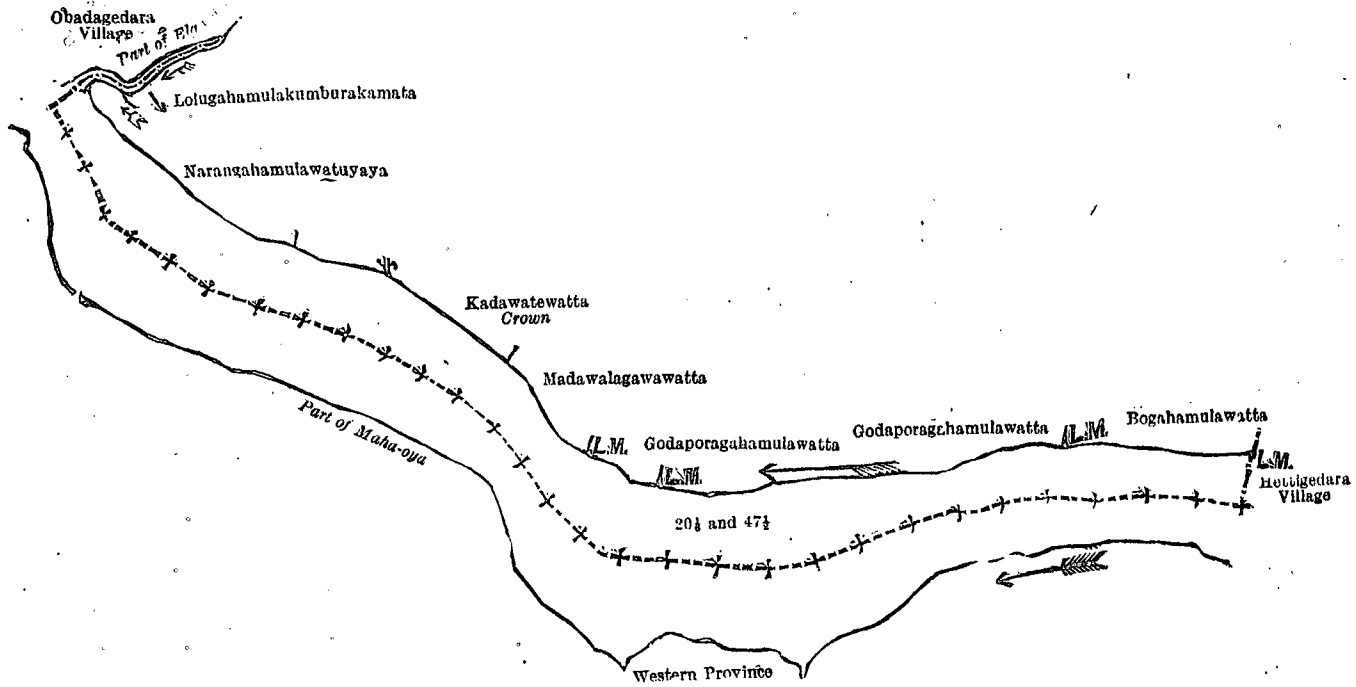 Obadagedara
Village
Part of Ela
Lolugahamulakumburakamata
Narangahamulawatuyaya
Kadawatewatta
Crown
Madawalagawawatta
Part of Maha-oya
L.M.
Godaporagahamulawatta
L.M.
Godaporagahamulawatta
L.M.
Bogahamulawatta
L.M.
Hettigedara
Village
20⅛ and 47½
Western Province